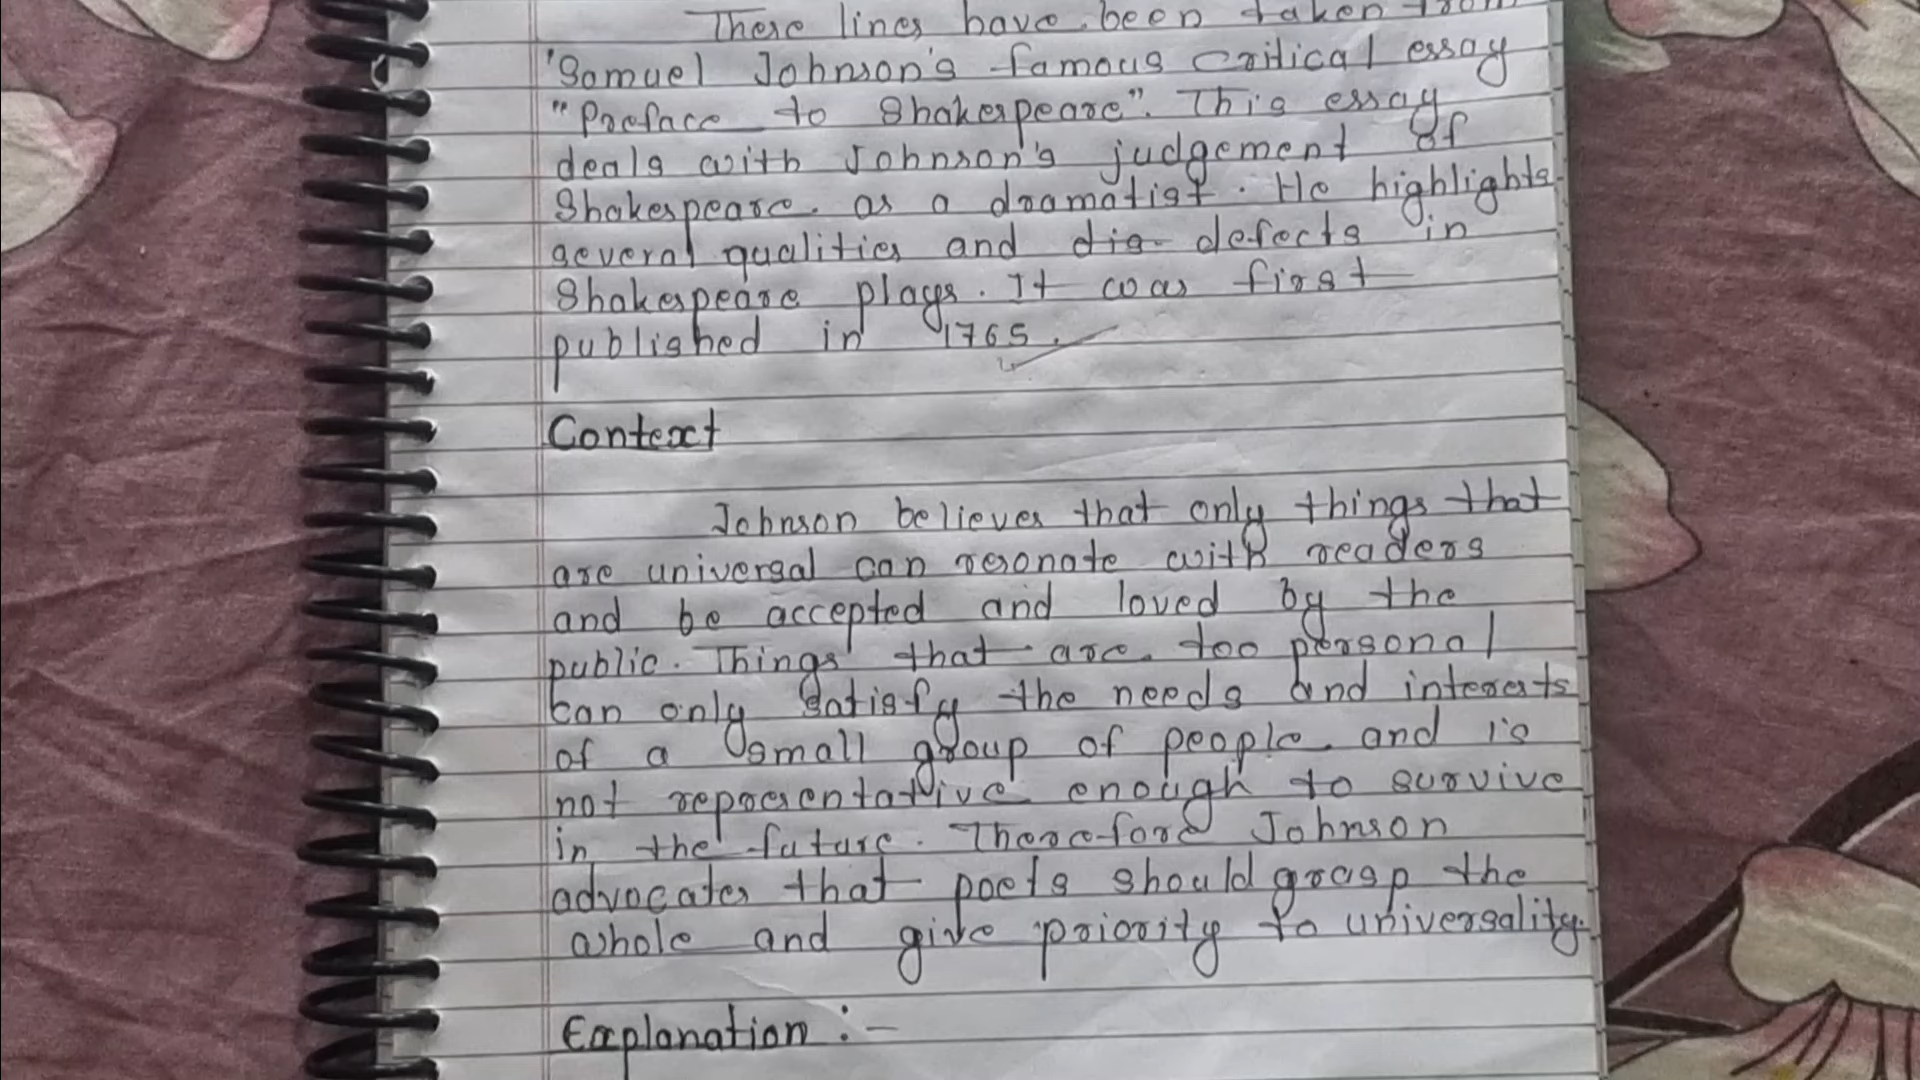 These lines have been taken from
'Samuel Johnson's famous critical essay
"Preface to Shakespeare". This essay
deals with Johnson's judgement of
Shakespeare as a dramatist. He highlights
several qualities and dis- defects in
Shakespeare plays. It was first
published in 1765.
Context
Johnson believes that only things that
are universal can resonate with readers
and be accepted and loved by the
public. Things that are too personal
can only satisfy the needs and interests
of a small group of people and is
not representative enough to survive
in the future. Therefore Johnson
advocates that poets should grasp the
whole and give priority to universality.
Explanation :-